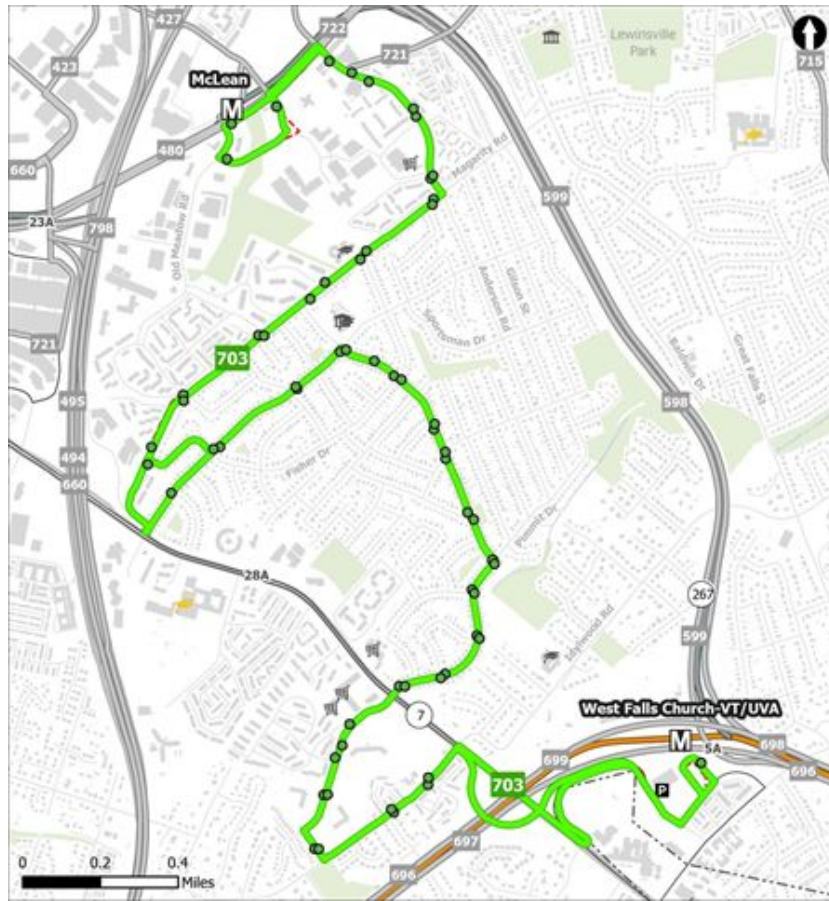 722
427
721
Lewinsville
Park
715
423
McLean
M
480
Magarity Rd
660
599
23A
798
Old Meadow Rd
Gilson St
Anderson Rd
Sportsman Dr
721
703
Baldwin Dr
Great Falls St
495
598
494
660
Fisher Dr
Pimmit Dr
28A
267
Idylwood Rd
599
West Falls Church-VT/UVA
7
M
5A
698
699
696
703
P
697
696
0 0.2 0.4
Miles